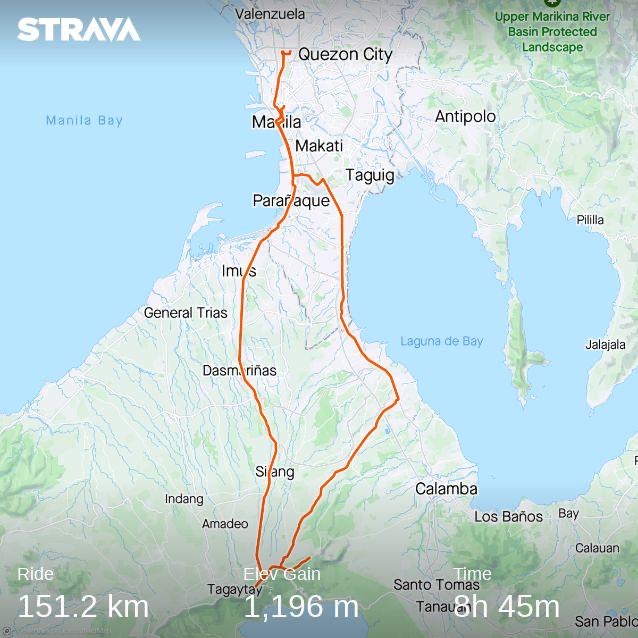 Valenzuela
Upper Marikina River
Basin Protected
Landscape
STRAVA
Quezon City
Manila Bay
Manila
Antipolo
Makati
Taguig
Parañaque
Pililla
Imus
General Trias
Laguna de Bay
Jalajala
Dasmariñas
Silang
Calamba
Indang
Los Baños
Bay
Amadeo
Calauan
Ride
Elev Gain
Time
Tagaytay
Santo Tomas
Tanauan
151.2 km
1,196 m
8h 45m
San Pablo